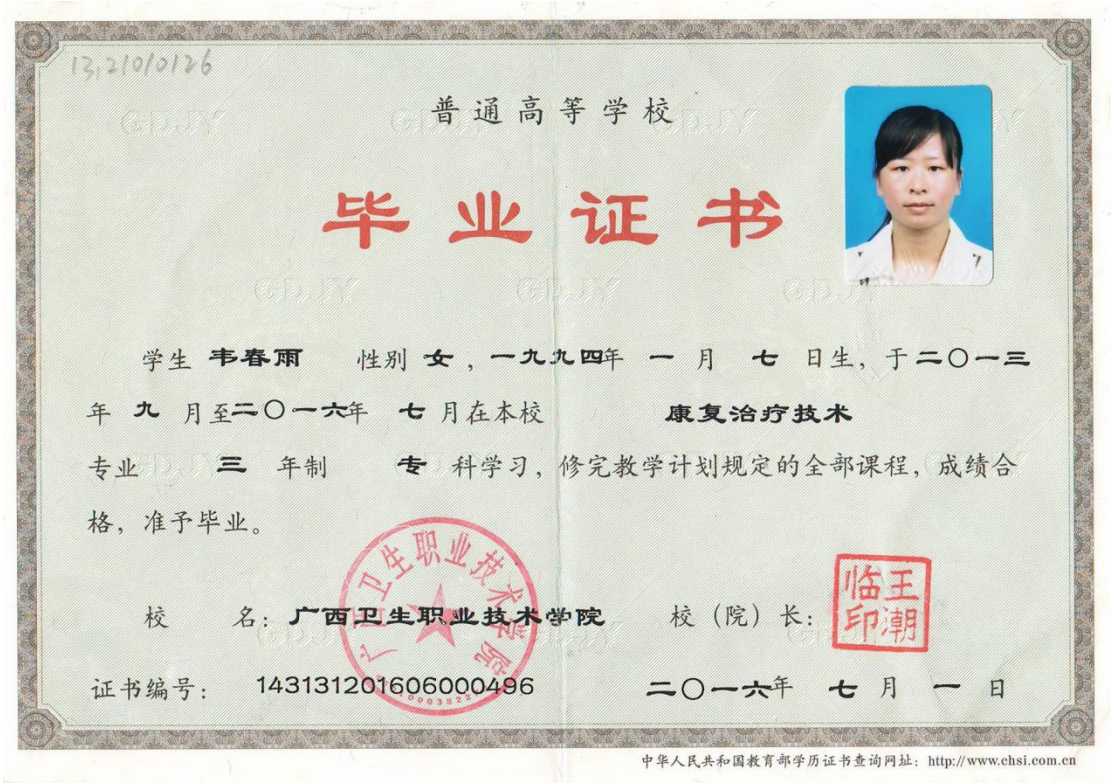 13,21010126
普通高等学校
毕业证书
学生 韦春雨 性别 女，一九九四年 一 月 七 日生，于二〇一三
年 九 月至二〇一六年 七 月在本校 康复治疗技术
专业 三 年制 专 科学习，修完教学计划规定的全部课程，成绩合
格，准予毕业。
广西卫生职业技术学院
校 名：广西卫生职业技术学院 校（院）长：
王潮
临印
证书编号：143131201606000496 二〇一六年 七 月 一 日
中华人民共和国教育部学历证书查询网址：http://www.chsi.com.cn
GDJY